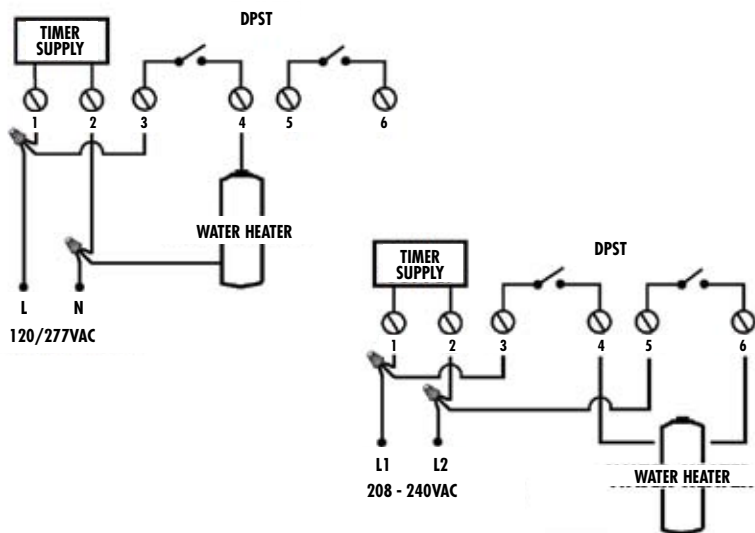 DPST
TIMER
SUPPLY
1 2 3 4 5 6
WATER HEATER
L N
120/277VAC
DPST
TIMER
SUPPLY
1 2 3 4 5 6
L1 L2
208 - 240VAC
WATER HEATER